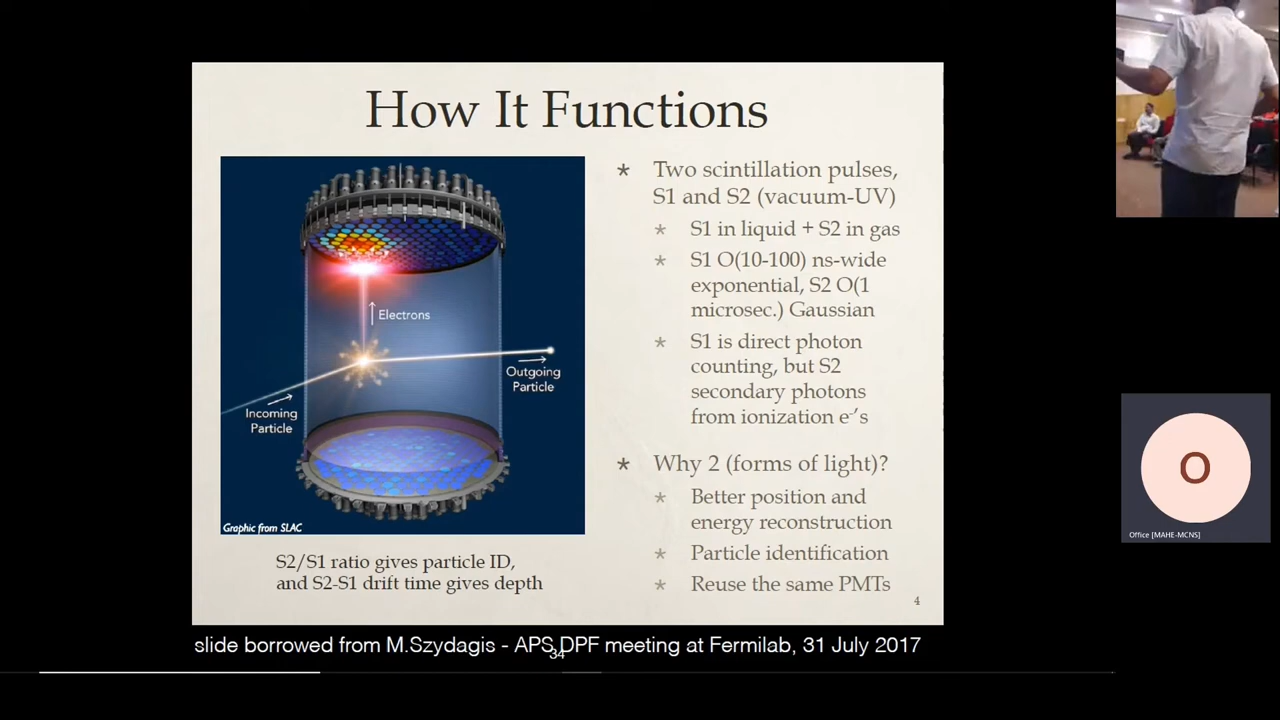 How It Functions
* Two scintillation pulses,
S1 and S2 (vacuum-UV)
* S1 in liquid + S2 in gas
* S1 O(10-100) ns-wide
exponential, S2 O(1
microsec.) Gaussian
* S1 is direct photon
counting, but S2
secondary photons
from ionization e⁻'s
* Why 2 (forms of light)?
* Better position and
energy reconstruction
* Particle identification
* Reuse the same PMTs
Electrons
Outgoing
Particle
Incoming
Particle
Graphic from SLAC
S2/S1 ratio gives particle ID,
and S2-S1 drift time gives depth
4
slide borrowed from M.Szydagis - APS DPF meeting at Fermilab, 31 July 2017
34
O
Office [MAHE-MCNS]